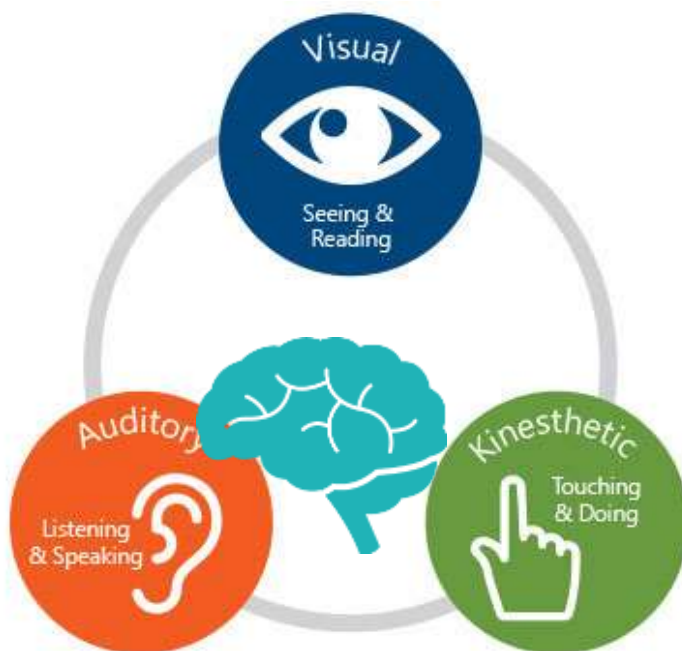 Visual
Seeing &
Reading
Auditory
Listening
& Speaking
Kinesthetic
Touching
& Doing